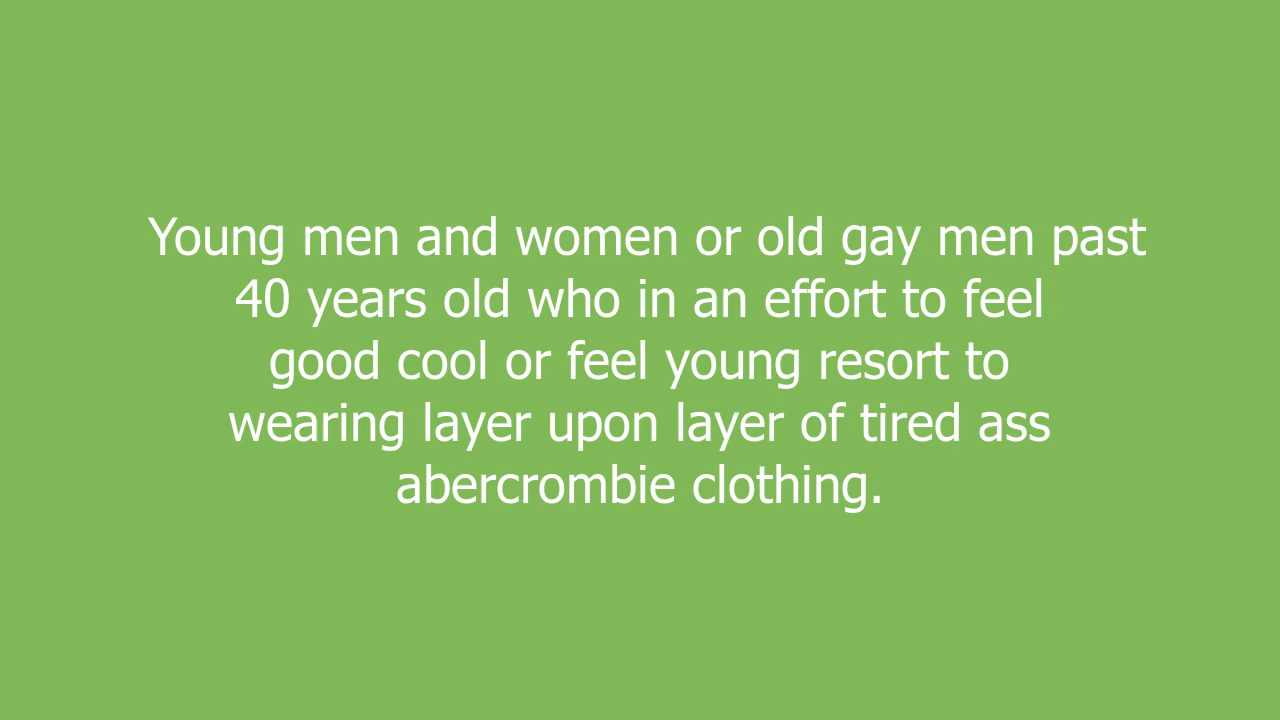 Young men and women or old gay men past
40 years old who in an effort to feel
good cool or feel young resort to
wearing layer upon layer of tired ass
abercrombie clothing.